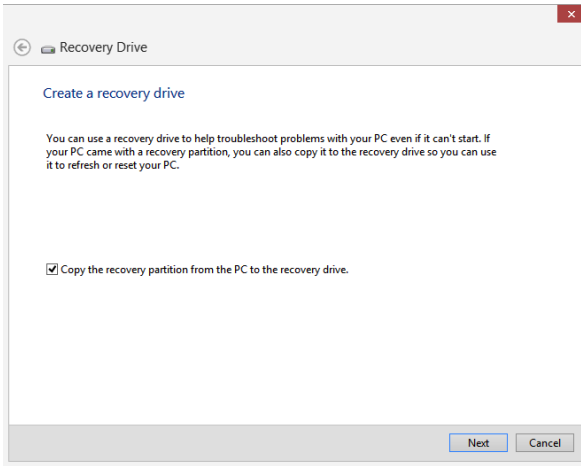 Recovery Drive
Create a recovery drive
You can use a recovery drive to help troubleshoot problems with your PC even if it can't start. If
your PC came with a recovery partition, you can also copy it to the recovery drive so you can use
it to refresh or reset your PC.
Copy the recovery partition from the PC to the recovery drive.
Next Cancel